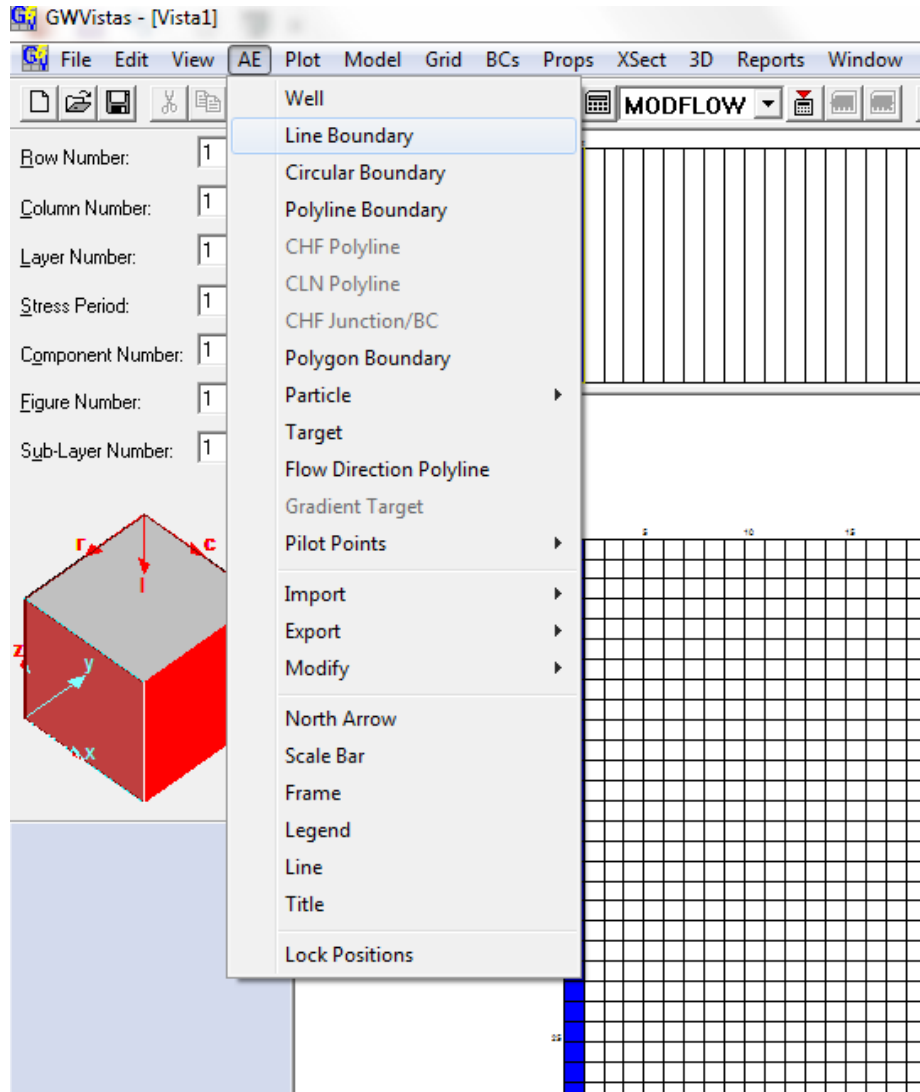 GWVistas - [Vista1]
File Edit View AE Plot Model Grid BCs Props XSect 3D Reports Window
MODFLOW
Row Number: 1
Column Number: 1
Layer Number: 1
Stress Period: 1
Component Number: 1
Figure Number: 1
Sub-Layer Number: 1
Well
Line Boundary
Circular Boundary
Polyline Boundary
CHF Polyline
CLN Polyline
CHF Junction/BC
Polygon Boundary
Particle
Target
Flow Direction Polyline
Gradient Target
Pilot Points
Import
Export
Modify
North Arrow
Scale Bar
Frame
Legend
Line
Title
Lock Positions
r c
l
z y
x
5 10 15
25